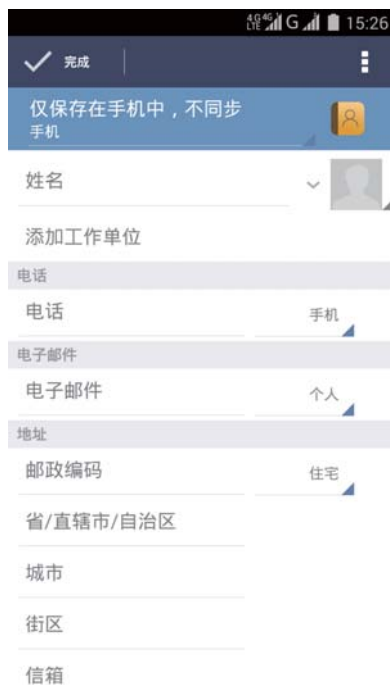 4G LTE 4G G 15:26
完成
仅保存在手机中，不同步
手机
姓名
添加工作单位
电话
电话 手机
电子邮件
电子邮件 个人
地址
邮政编码 住宅
省/直辖市/自治区
城市
街区
信箱